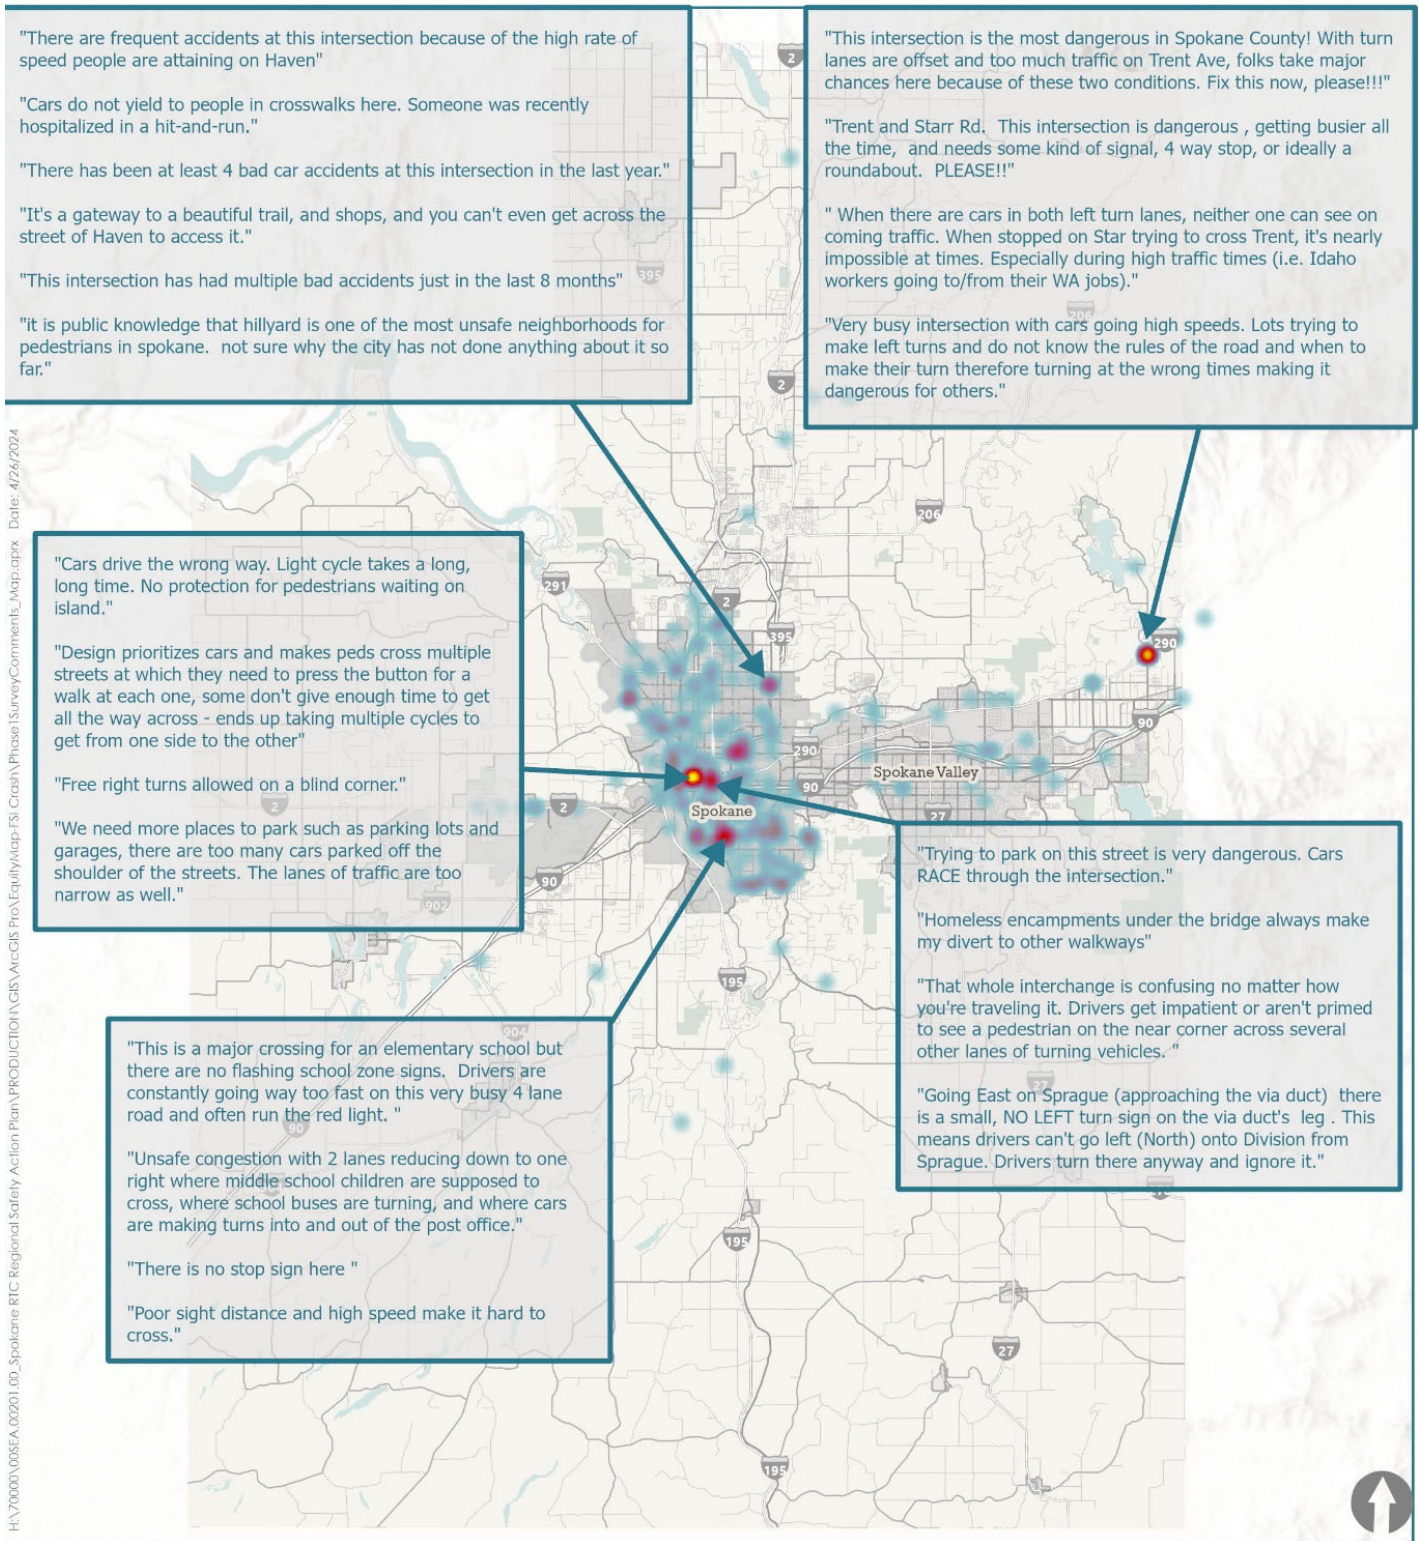 "There are frequent accidents at this intersection because of the high rate of
speed people are attaining on Haven"
"Cars do not yield to people in crosswalks here. Someone was recently
hospitalized in a hit-and-run."
"There has been at least 4 bad car accidents at this intersection in the last year."
"It's a gateway to a beautiful trail, and shops, and you can't even get across the
street of Haven to access it."
"This intersection has had multiple bad accidents just in the last 8 months"
"it is public knowledge that hillyard is one of the most unsafe neighborhoods for
pedestrians in spokane.  not sure why the city has not done anything about it so
far."
"This intersection is the most dangerous in Spokane County! With turn
lanes are offset and too much traffic on Trent Ave, folks take major
chances here because of these two conditions. Fix this now, please!!!"
"Trent and Starr Rd.  This intersection is dangerous , getting busier all
the time,  and needs some kind of signal, 4 way stop, or ideally a
roundabout.  PLEASE!!"
" When there are cars in both left turn lanes, neither one can see on
coming traffic. When stopped on Star trying to cross Trent, it's nearly
impossible at times. Especially during high traffic times (i.e. Idaho
workers going to/from their WA jobs)."
"Very busy intersection with cars going high speeds. Lots trying to
make left turns and do not know the rules of the road and when to
make their turn therefore turning at the wrong times making it
dangerous for others."
2
395
206
2
206
291
2
395
290
290
90
90
Spokane Valley
27
Spokane
2
2
90
902
"Cars drive the wrong way. Light cycle takes a long,
long time. No protection for pedestrians waiting on
island."
"Design prioritizes cars and makes peds cross multiple
streets at which they need to press the button for a
walk at each one, some don't give enough time to get
all the way across - ends up taking multiple cycles to
get from one side to the other"
"Free right turns allowed on a blind corner."
"We need more places to park such as parking lots and
garages, there are too many cars parked off the
shoulder of the streets. The lanes of traffic are too
narrow as well."
"Trying to park on this street is very dangerous. Cars
RACE through the intersection."
"Homeless encampments under the bridge always make
my divert to other walkways"
"That whole interchange is confusing no matter how
you're traveling it. Drivers get impatient or aren't primed
to see a pedestrian on the near corner across several
other lanes of turning vehicles. "
"Going East on Sprague (approaching the via duct)  there
is a small, NO LEFT turn sign on the via duct's  leg . This
means drivers can't go left (North) onto Division from
Sprague. Drivers turn there anyway and ignore it."
195
904
27
90
"This is a major crossing for an elementary school but
there are no flashing school zone signs.  Drivers are
constantly going way too fast on this very busy 4 lane
road and often run the red light. "
"Unsafe congestion with 2 lanes reducing down to one
right where middle school children are supposed to
cross, where school buses are turning, and where cars
are making turns into and out of the post office."
"There is no stop sign here "
"Poor sight distance and high speed make it hard to
cross."
195
27
195
H:\70000\00SEA.00201.00_Spokane RTC Regional Safety Action Plan\PRODUCTION\GIS\ArcGIS Pro\EquityMap-FSI Crash\Phase1SurveyComments_Map.aprx   Date: 4/26/2024